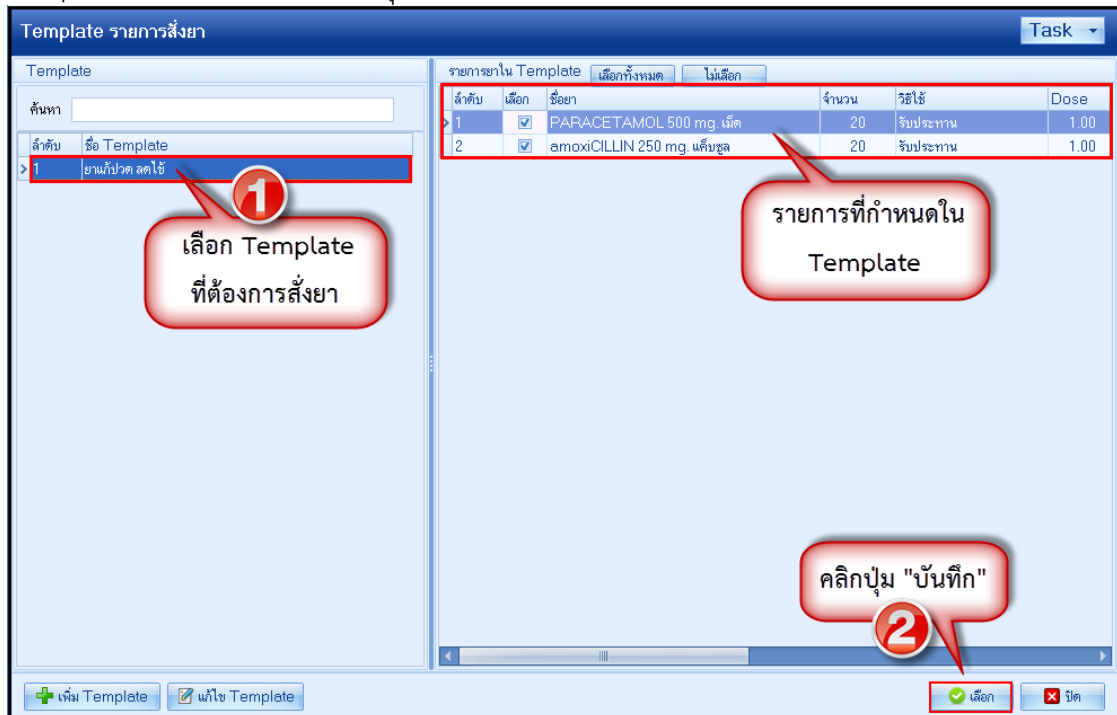 Template รายการสั่งยา
Task
Template
ค้นหา
ลำดับ ชื่อ Template
1 ยาแก้ปวด ลดไข้
1
เลือก Template
ที่ต้องการสั่งยา
รายการยาใน Template เลือกทั้งหมด ไม่เลือก
ลำดับ เลือก ชื่อยา จำนวน วิธีใช้ Dose
1 PARACETAMOL 500 mg. เม็ด 20 รับประทาน 1.00
2 amoxiCILLIN 250 mg. แค็บซูล 20 รับประทาน 1.00
รายการที่กำหนดใน
Template
คลิกปุ่ม "บันทึก"
2
เพิ่ม Template แก้ไข Template เลือก ปิด